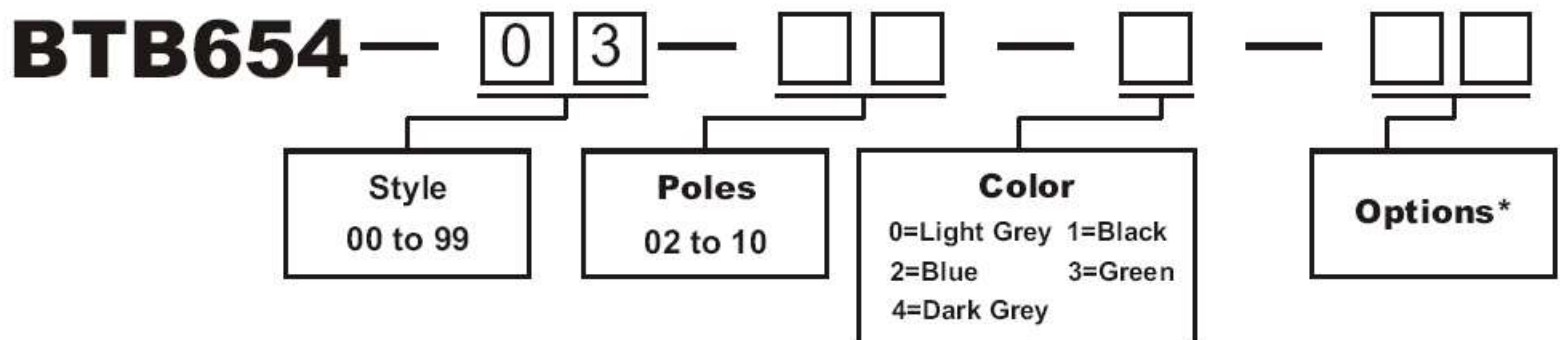 BTB654 — 0 3 — □ □ — □ — □ □
Style
00 to 99
Poles
02 to 10
Color
0=Light Grey 1=Black
2=Blue 3=Green
4=Dark Grey
Options*